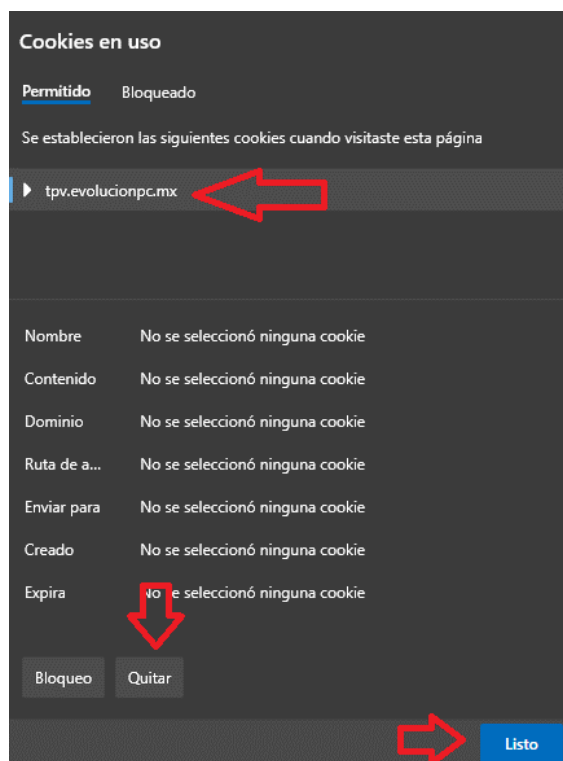 Cookies en uso
Permitido Bloqueado
Se establecieron las siguientes cookies cuando visitaste esta página
tpv.evolucionpc.mx
Nombre No se seleccionó ninguna cookie
Contenido No se seleccionó ninguna cookie
Dominio No se seleccionó ninguna cookie
Ruta de a... No se seleccionó ninguna cookie
Enviar para No se seleccionó ninguna cookie
Creado No se seleccionó ninguna cookie
Expira No se seleccionó ninguna cookie
Bloqueo Quitar
Listo